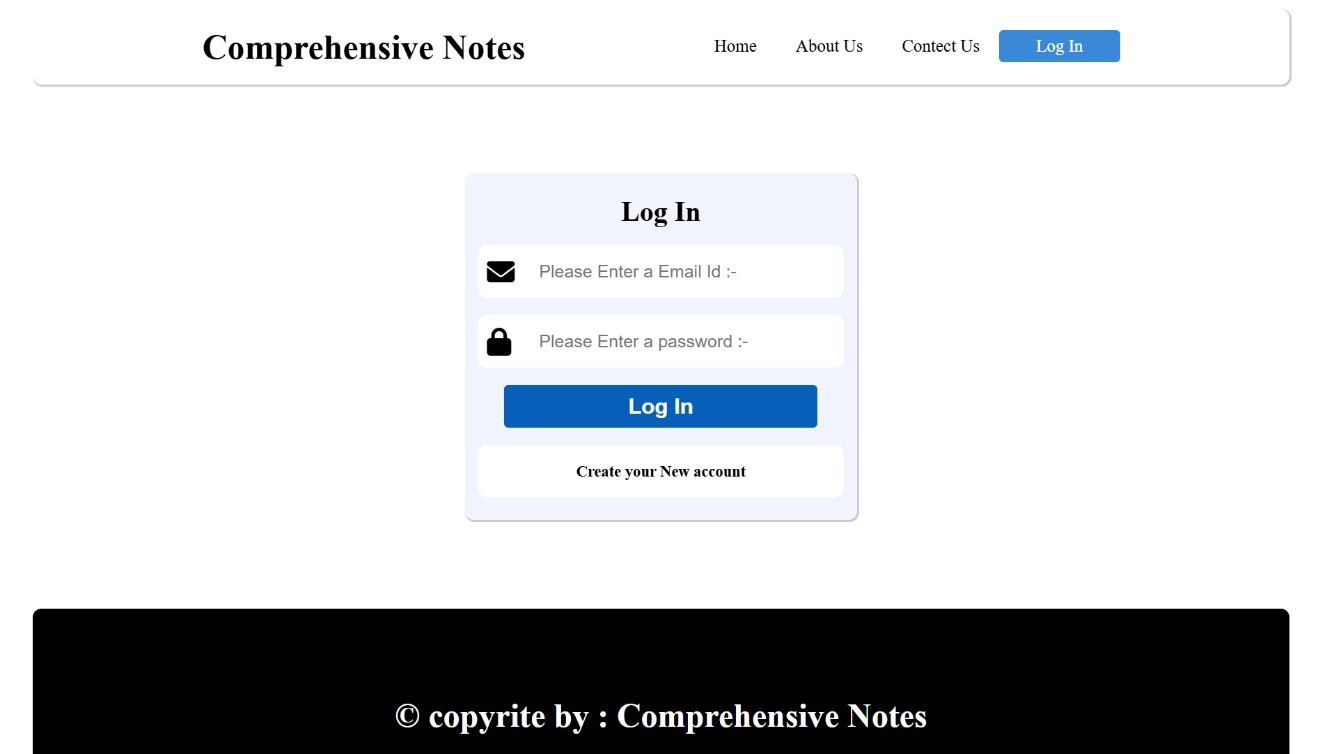 Comprehensive Notes Home About Us Contect Us Log In
Log In
Please Enter a Email Id :-
Please Enter a password :-
Log In
Create your New account
© copyrite by : Comprehensive Notes